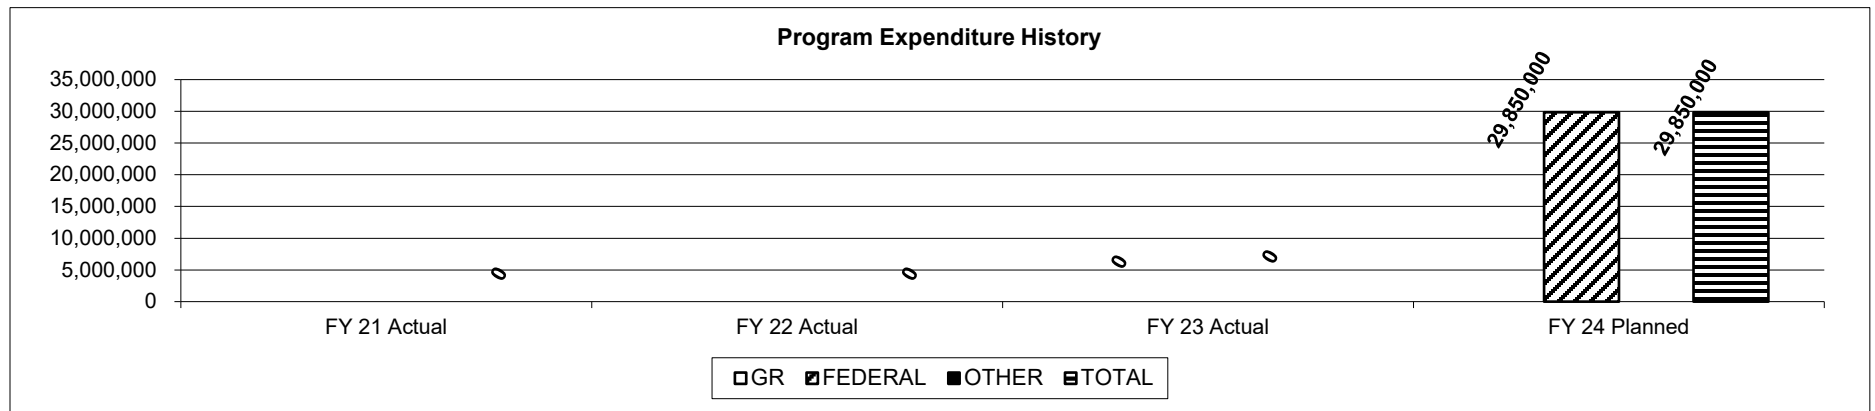 Program Expenditure History
35,000,000
30,000,000
25,000,000
20,000,000
15,000,000
10,000,000
5,000,000
0
0
0
0
0
29,850,000
29,850,000
FY 21 Actual
FY 22 Actual
FY 23 Actual
FY 24 Planned
GR FEDERAL OTHER TOTAL